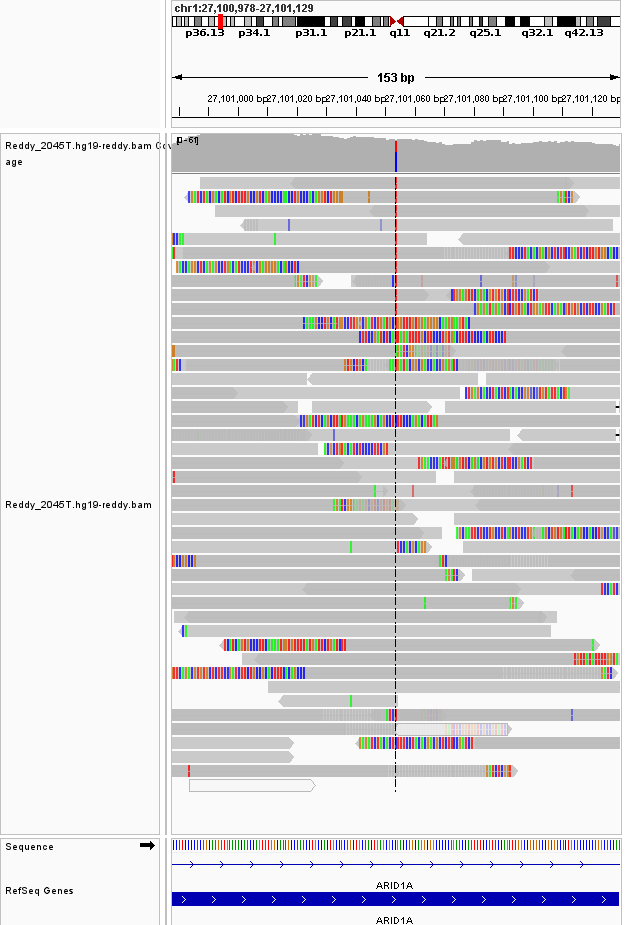 chr1:27,100,978-27,101,129
p36.13 p34.1 p31.1 p21.1 q11 q21.2 q25.1 q32.1 q42.13
153 bp
27,101,000 bp 27,101,020 bp 27,101,040 bp 27,101,060 bp 27,101,080 bp 27,101,100 bp 27,101,120 bp
[0 - 61]
Reddy_2045T.hg19-reddy.bam Cov
age
Reddy_2045T.hg19-reddy.bam
Sequence
ARID1A
RefSeq Genes
ARID1A